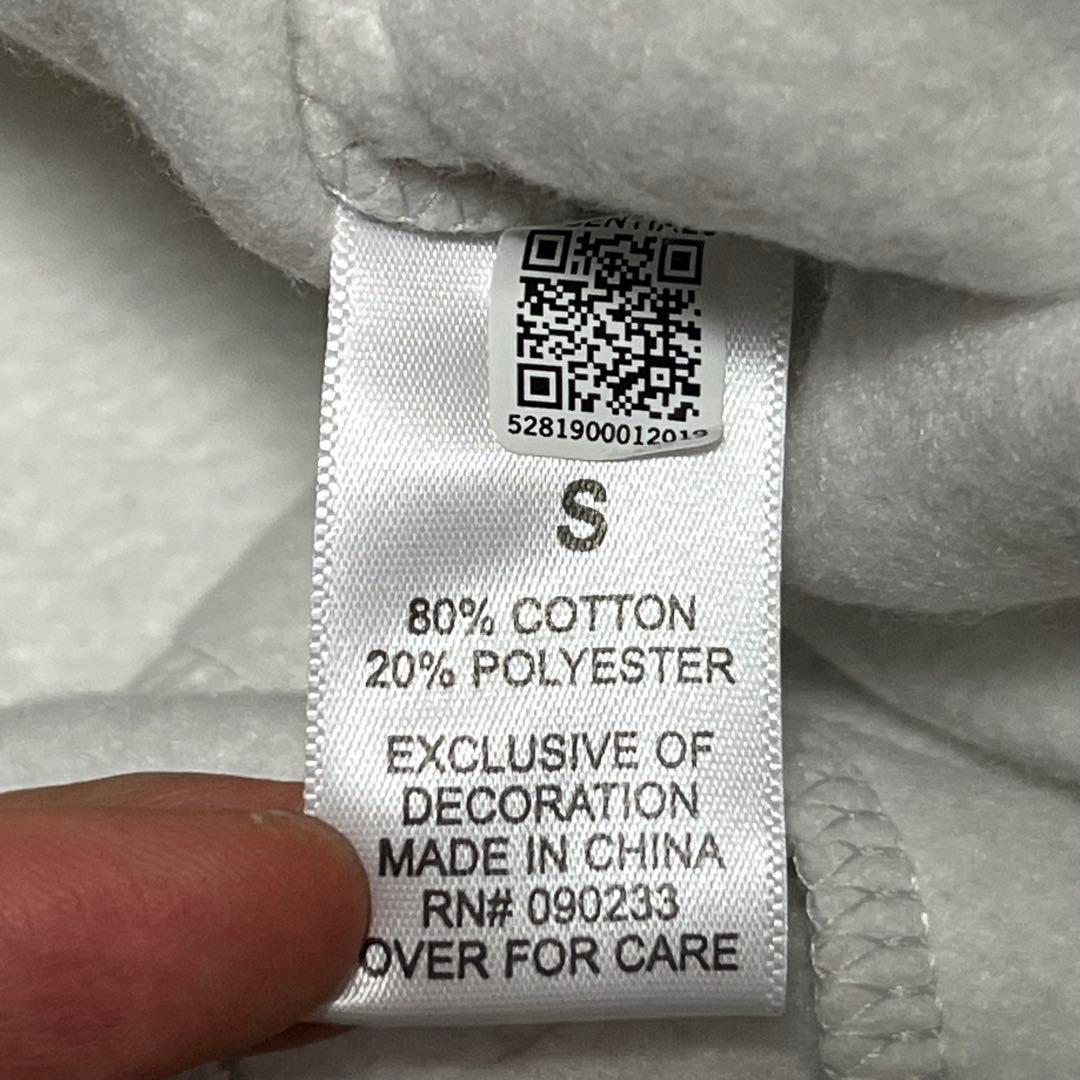 5281900012019
S
80% COTTON
20% POLYESTER
EXCLUSIVE OF
DECORATION
MADE IN CHINA
RN# 090233
OVER FOR CARE